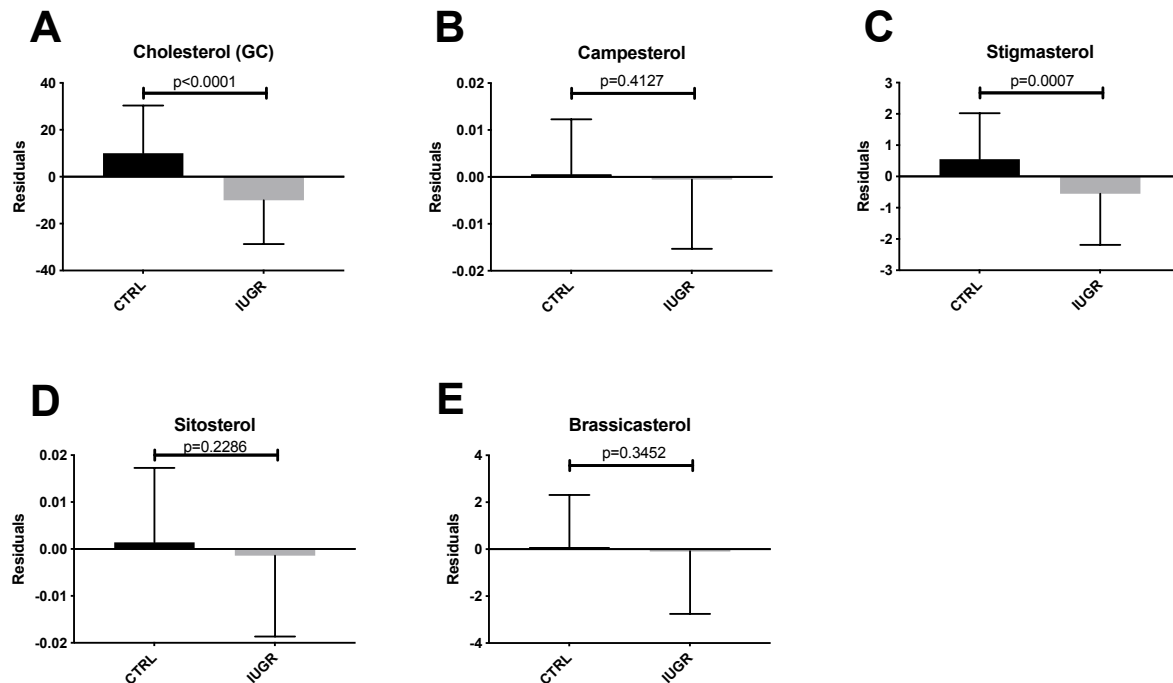 A
Cholesterol (GC)
p<0.0001
Residuals
40
20
0
-20
-40
CTRL
IUGR
B
Campesterol
p=0.4127
Residuals
0.02
0.01
0.00
-0.01
-0.02
CTRL
IUGR
C
Stigmasterol
p=0.0007
Residuals
3
2
1
0
-1
-2
-3
CTRL
IUGR
D
Sitosterol
p=0.2286
Residuals
0.02
0.01
0.00
-0.01
-0.02
CTRL
IUGR
E
Brassicasterol
p=0.3452
Residuals
4
2
0
-2
-4
CTRL
IUGR